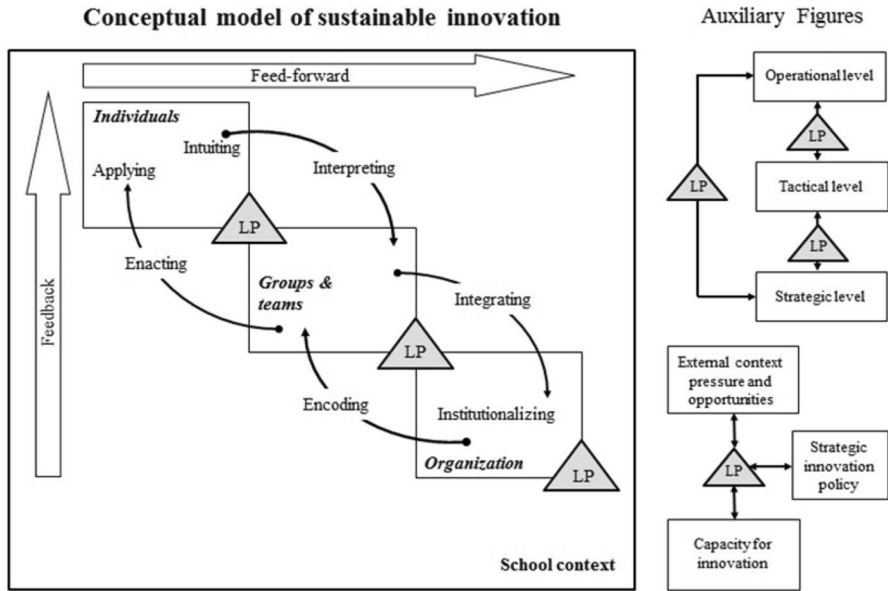 Conceptual model of sustainable innovation
Feed-forward
Feedback
Individuals
Intuiting
Applying
Interpreting
LP
Enacting
Groups &
teams
Integrating
LP
Encoding
Institutionalizing
Organization
LP
School context
Auxiliary Figures
Operational level
LP
LP
Tactical level
LP
Strategic level
External context
pressure and
opportunities
LP
Strategic
innovation
policy
Capacity for
innovation